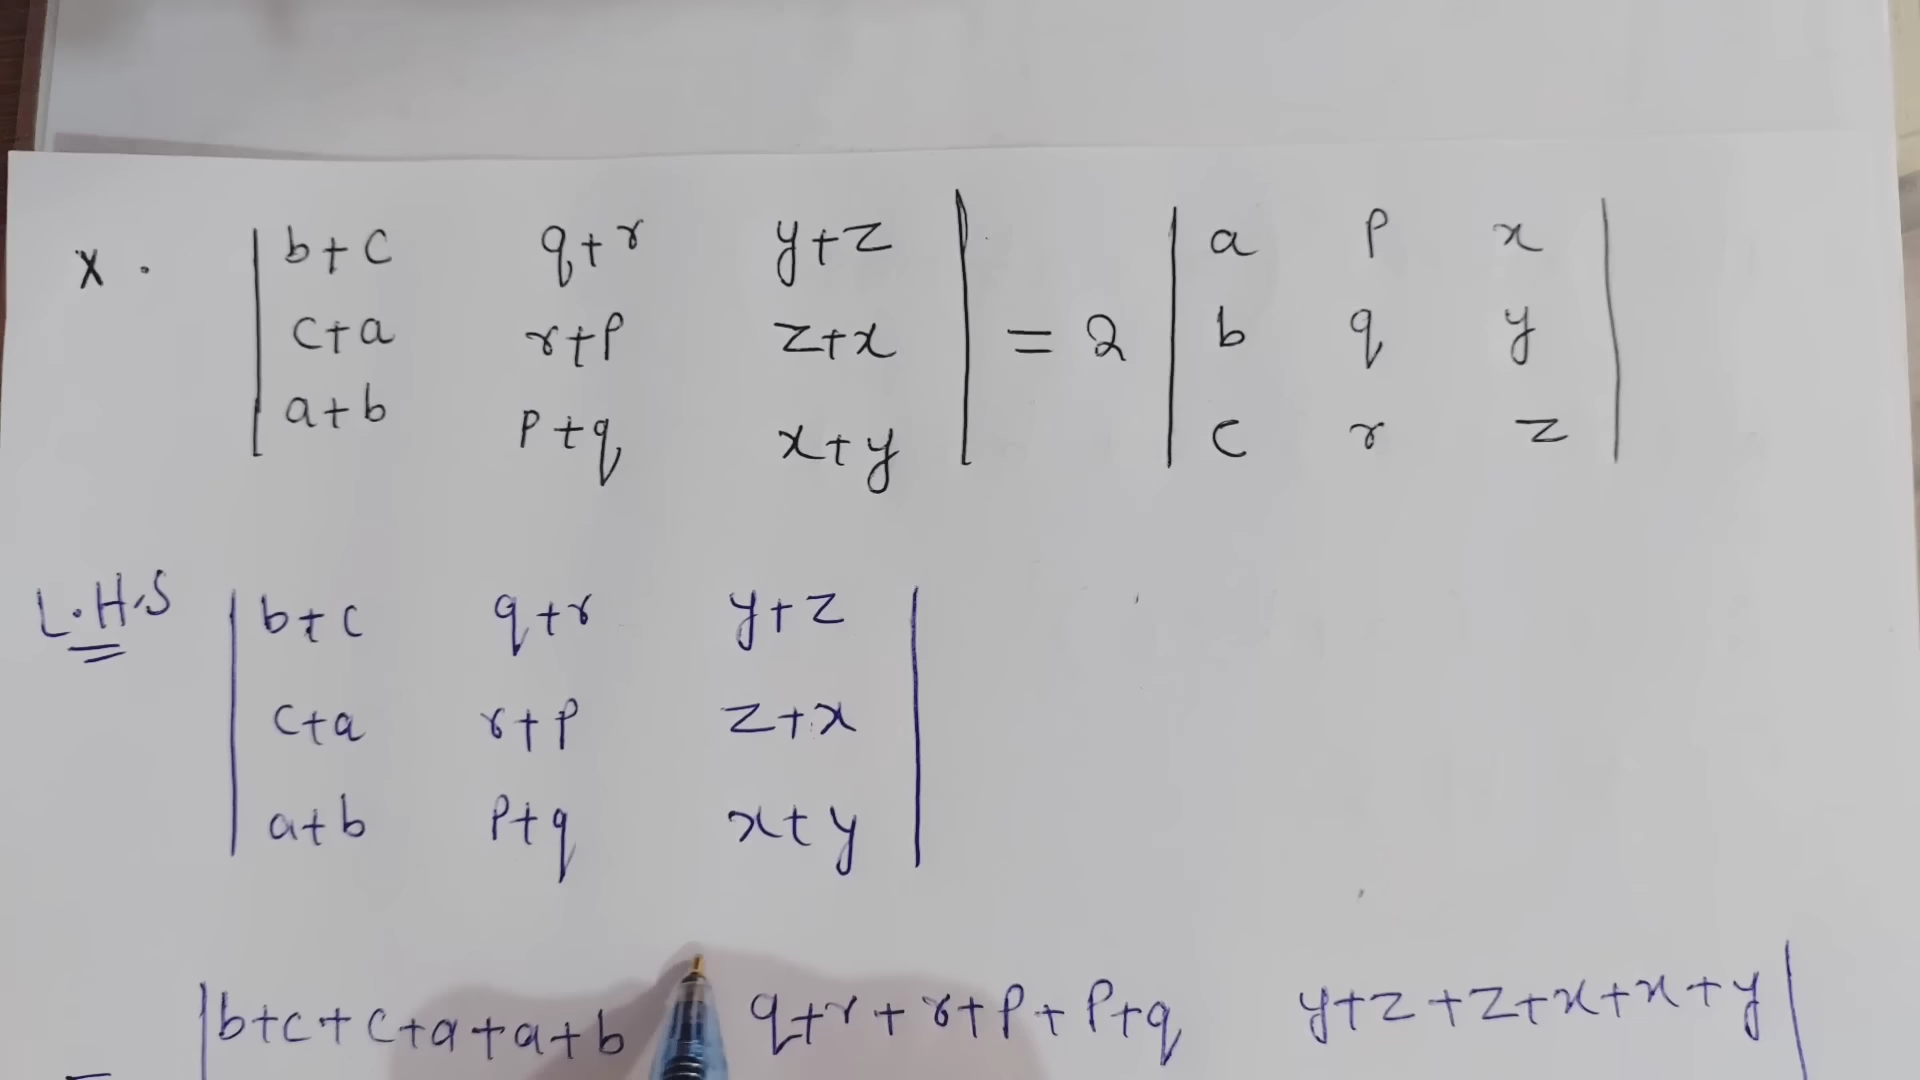 X. | b+c q+r y+z | = 2 | a p x |
| c+a r+p z+x | | b q y |
| a+b p+q x+y | | c r z |
L.H.S | b+c q+r y+z |
| c+a r+p z+x |
| a+b p+q x+y |
= | b+c+c+a+a+b q+r+r+p+p+q y+z+z+x+x+y |